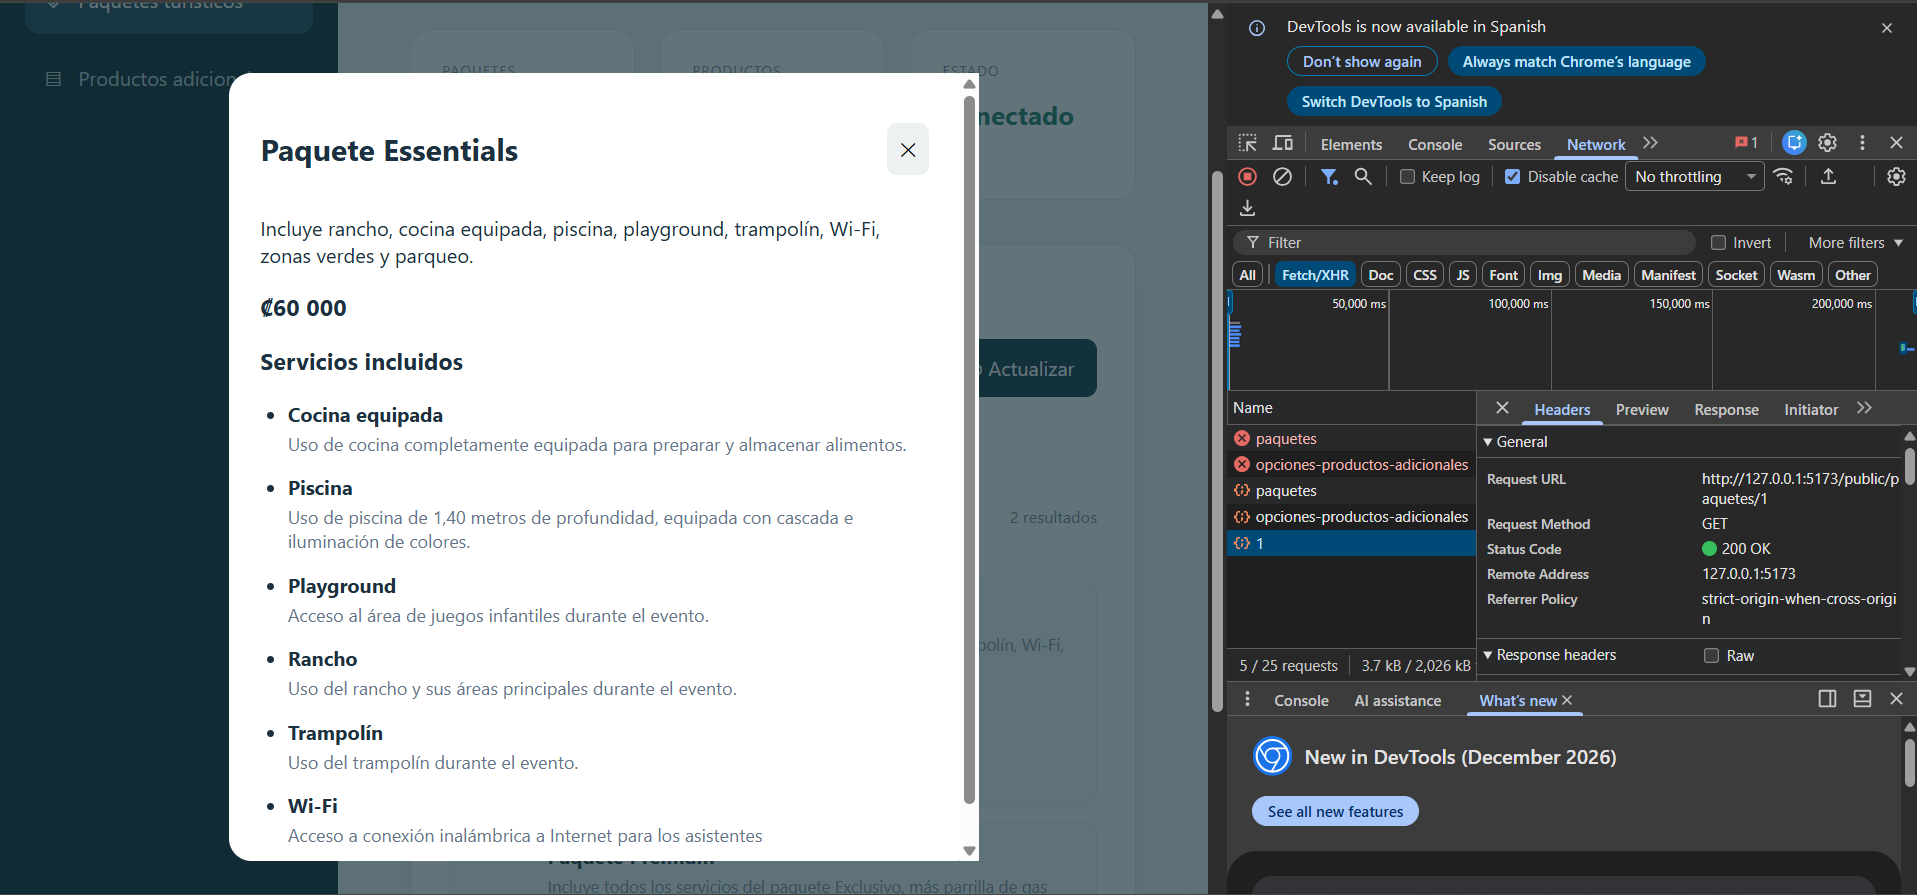 Paquetes turísticos
Productos adicion
PAQUETES
PRODUCTOS
ESTADO
nectado
Paquete Essentials
Incluye rancho, cocina equipada, piscina, playground, trampolín, Wi-Fi,
zonas verdes y parqueo.
₡60 000
Servicios incluidos
Cocina equipada
Uso de cocina completamente equipada para preparar y almacenar alimentos.
Piscina
Uso de piscina de 1,40 metros de profundidad, equipada con cascada e
iluminación de colores.
Playground
Acceso al área de juegos infantiles durante el evento.
Rancho
Uso del rancho y sus áreas principales durante el evento.
Trampolín
Uso del trampolín durante el evento.
Wi-Fi
Acceso a conexión inalámbrica a Internet para los asistentes
Actualizar
2 resultados
polín, Wi-Fi,
Paquete Premium
Incluye todos los servicios del paquete Exclusivo, más parrilla de gas
DevTools is now available in Spanish
Don't show again
Always match Chrome's language
Switch DevTools to Spanish
Elements
Console
Sources
Network
1
Keep log
Disable cache
No throttling
Filter
Invert
More filters
All
Fetch/XHR
Doc
CSS
JS
Font
Img
Media
Manifest
Socket
Wasm
Other
50,000 ms
100,000 ms
150,000 ms
200,000 ms
Name
paquetes
opciones-productos-adicionales
paquetes
opciones-productos-adicionales
1
5 / 25 requests
3.7 kB / 2,026 kB
Headers
Preview
Response
Initiator
General
Request URL
http://127.0.0.1:5173/public/p
aquetes/1
Request Method
GET
Status Code
200 OK
Remote Address
127.0.0.1:5173
Referrer Policy
strict-origin-when-cross-origi
n
Response headers
Raw
Console
AI assistance
What's new
New in DevTools (December 2026)
See all new features